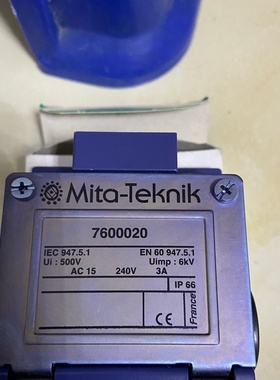 Mita-Teknik
7600020
IEC 947.5.1 EN 60 947.5.1
Ui : 500V Uimp : 6kV
AC 15 240V 3A
IP 66
CE
France